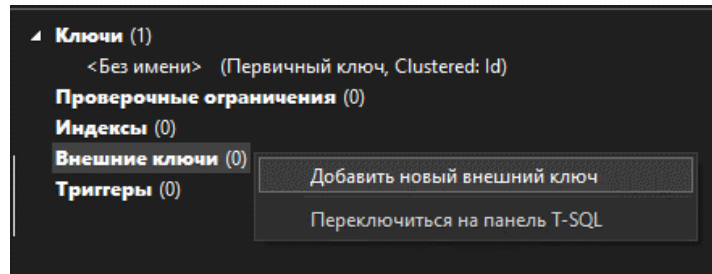 Ключи (1)
<Без имени> (Первичный ключ, Clustered: Id)
Проверочные ограничения (0)
Индексы (0)
Внешние ключи (0)
Добавить новый внешний ключ
Триггеры (0)
Переключиться на панель T-SQL